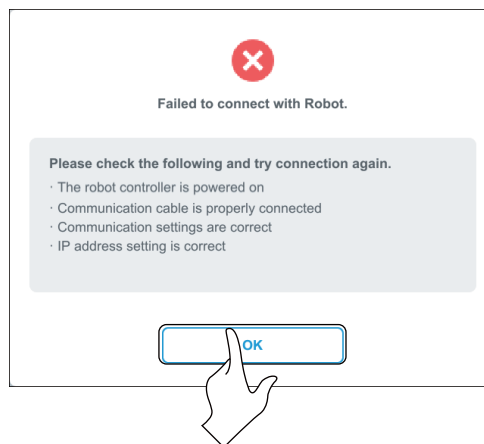 Failed to connect with Robot.
Please check the following and try connection again.
· The robot controller is powered on
· Communication cable is properly connected
· Communication settings are correct
· IP address setting is correct
OK